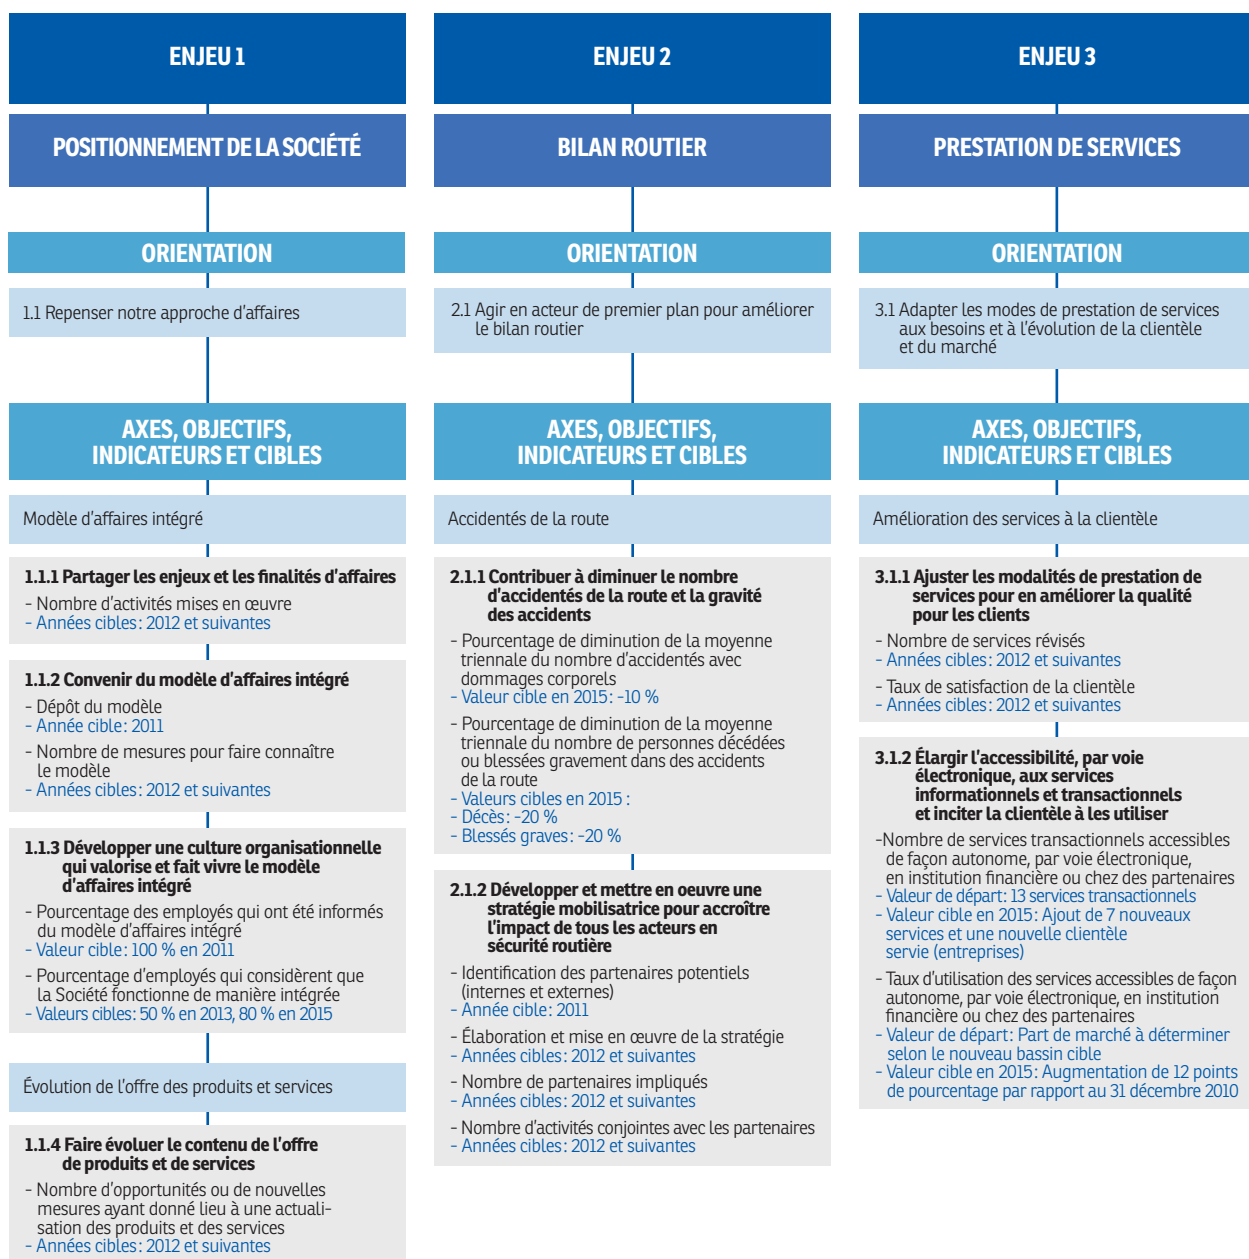 ENJEU 1
POSITIONNEMENT DE LA SOCIÉTÉ
ORIENTATION
1.1 Repenser notre approche d'affaires
AXES, OBJECTIFS,
INDICATEURS ET CIBLES
Modèle d'affaires intégré
1.1.1 Partager les enjeux et les finalités d'affaires
- Nombre d'activités mises en œuvre
- Années cibles : 2012 et suivantes
1.1.2 Convenir du modèle d'affaires intégré
- Dépôt du modèle
- Année cible : 2011
- Nombre de mesures pour faire connaître
le modèle
- Années cibles : 2012 et suivantes
1.1.3 Développer une culture organisationnelle
qui valorise et fait vivre le modèle
d'affaires intégré
- Pourcentage des employés qui ont été informés
du modèle d'affaires intégré
- Valeur cible : 100 % en 2011
- Pourcentage d'employés qui considèrent que
la Société fonctionne de manière intégrée
- Valeurs cibles: 50 % en 2013, 80 % en 2015
Évolution de l'offre des produits et services
1.1.4 Faire évoluer le contenu de l'offre
de produits et de services
- Nombre d'opportunités ou de nouvelles
mesures ayant donné lieu à une actuali-
sation des produits et des services
- Années cibles : 2012 et suivantes
ENJEU 2
BILAN ROUTIER
ORIENTATION
2.1 Agir en acteur de premier plan pour améliorer
le bilan routier
AXES, OBJECTIFS,
INDICATEURS ET CIBLES
Accidentés de la route
2.1.1 Contribuer à diminuer le nombre
d'accidentés de la route et la gravité
des accidents
- Pourcentage de diminution de la moyenne
triennale du nombre d'accidentés avec
dommages corporels
- Valeur cible en 2015 : -10 %
- Pourcentage de diminution de la moyenne
triennale du nombre de personnes décédées
ou blessées gravement dans des accidents
de la route
- Valeurs cibles en 2015 :
- Décès : -20 %
- Blessés graves : -20 %
2.1.2 Développer et mettre en oeuvre une
stratégie mobilisatrice pour accroître
l'impact de tous les acteurs en
sécurité routière
- Identification des partenaires potentiels
(internes et externes)
- Année cible : 2011
- Élaboration et mise en œuvre de la stratégie
- Années cibles : 2012 et suivantes
- Nombre de partenaires impliqués
- Années cibles : 2012 et suivantes
- Nombre d'activités conjointes avec les partenaires
- Années cibles : 2012 et suivantes
ENJEU 3
PRESTATION DE SERVICES
ORIENTATION
3.1 Adapter les modes de prestation de services
aux besoins et à l'évolution de la clientèle
et du marché
AXES, OBJECTIFS,
INDICATEURS ET CIBLES
Amélioration des services à la clientèle
3.1.1 Ajuster les modalités de prestation de
services pour en améliorer la qualité
pour les clients
- Nombre de services révisés
- Années cibles : 2012 et suivantes
- Taux de satisfaction de la clientèle
- Années cibles : 2012 et suivantes
3.1.2 Élargir l'accessibilité, par voie
électronique, aux services
informationnels et transactionnels
et inciter la clientèle à les utiliser
-Nombre de services transactionnels accessibles
de façon autonome, par voie électronique,
en institution financière ou chez des partenaires
- Valeur de départ: 13 services transactionnels
- Valeur cible en 2015 : Ajout de 7 nouveaux
services et une nouvelle clientèle
servie (entreprises)
- Taux d'utilisation des services accessibles de façon
autonome, par voie électronique, en institution
financière ou chez des partenaires
- Valeur de départ: Part de marché à déterminer
selon le nouveau bassin cible
- Valeur cible en 2015 : Augmentation de 12 points
de pourcentage par rapport au 31 décembre 2010